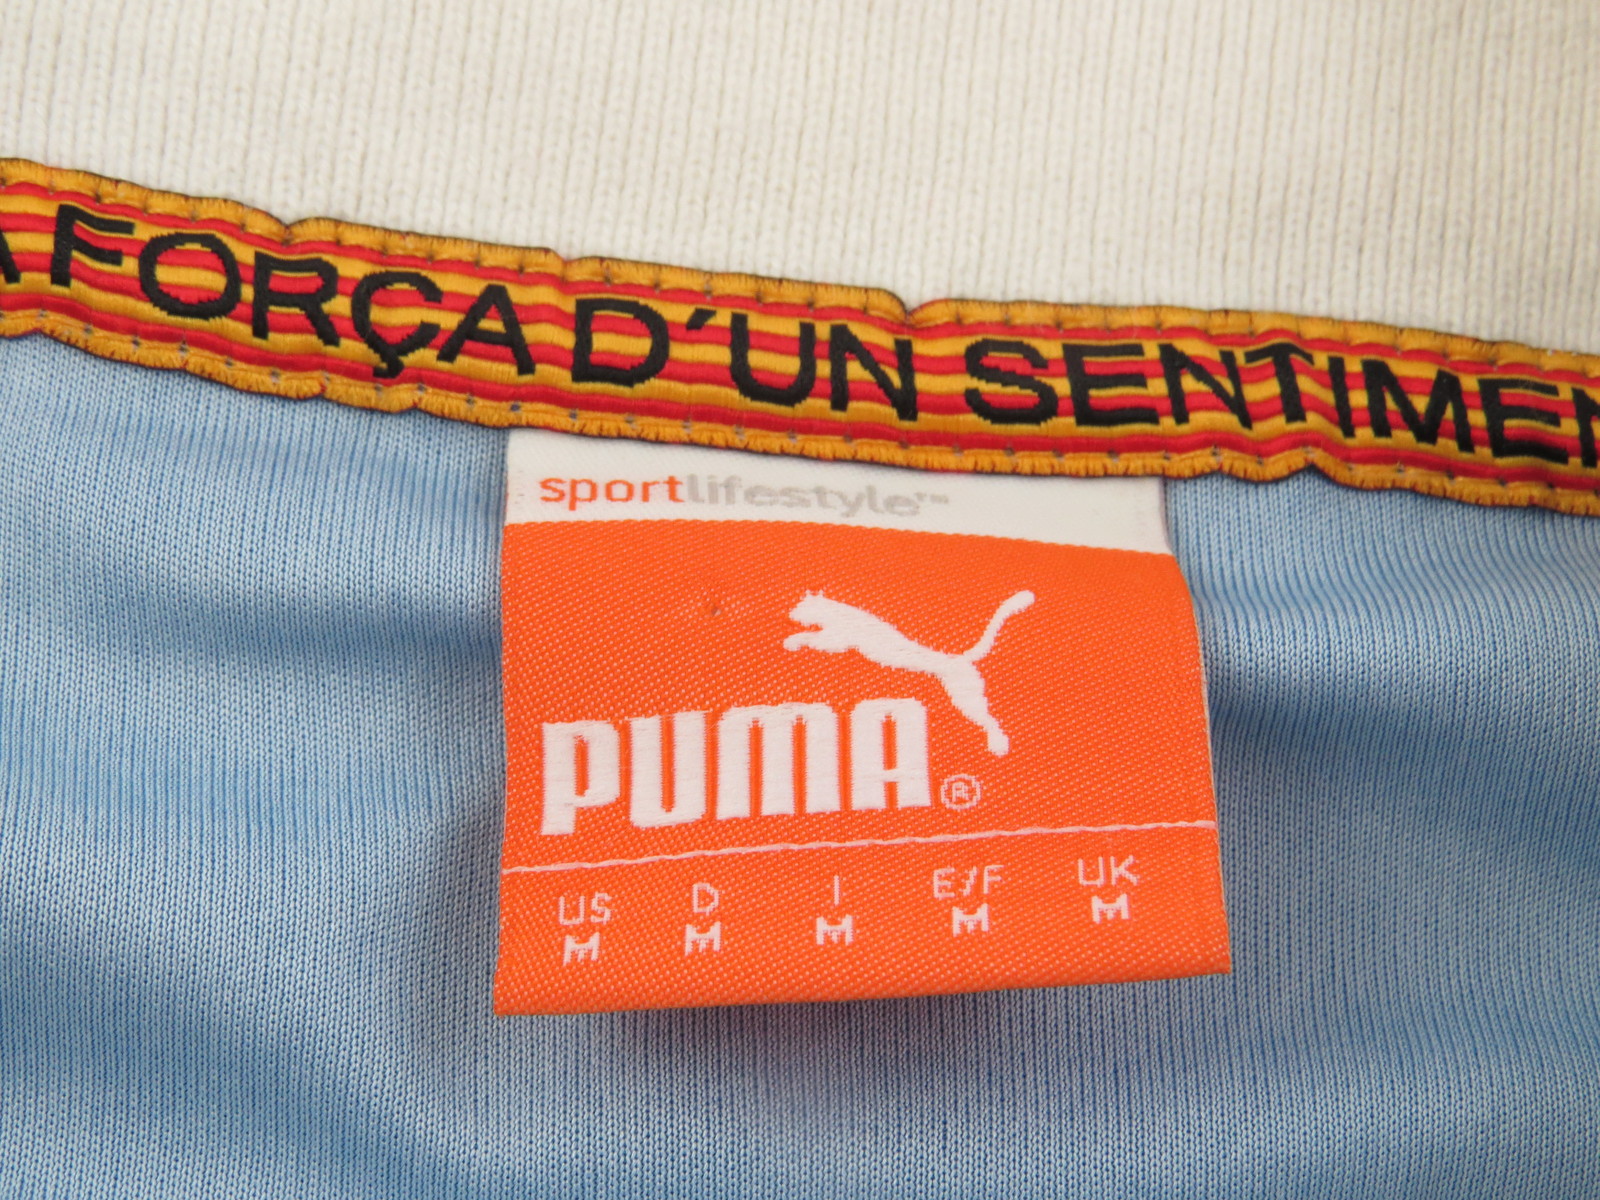 A FORÇA D'UN SENTIMEN
sportlifestyle™
PUMA®
US D I E/F UK
M M M M M